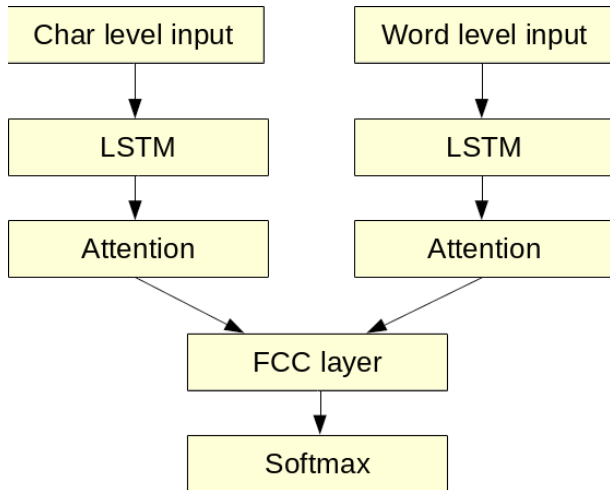 Char level input
Word level input
LSTM
LSTM
Attention
Attention
FCC layer
Softmax